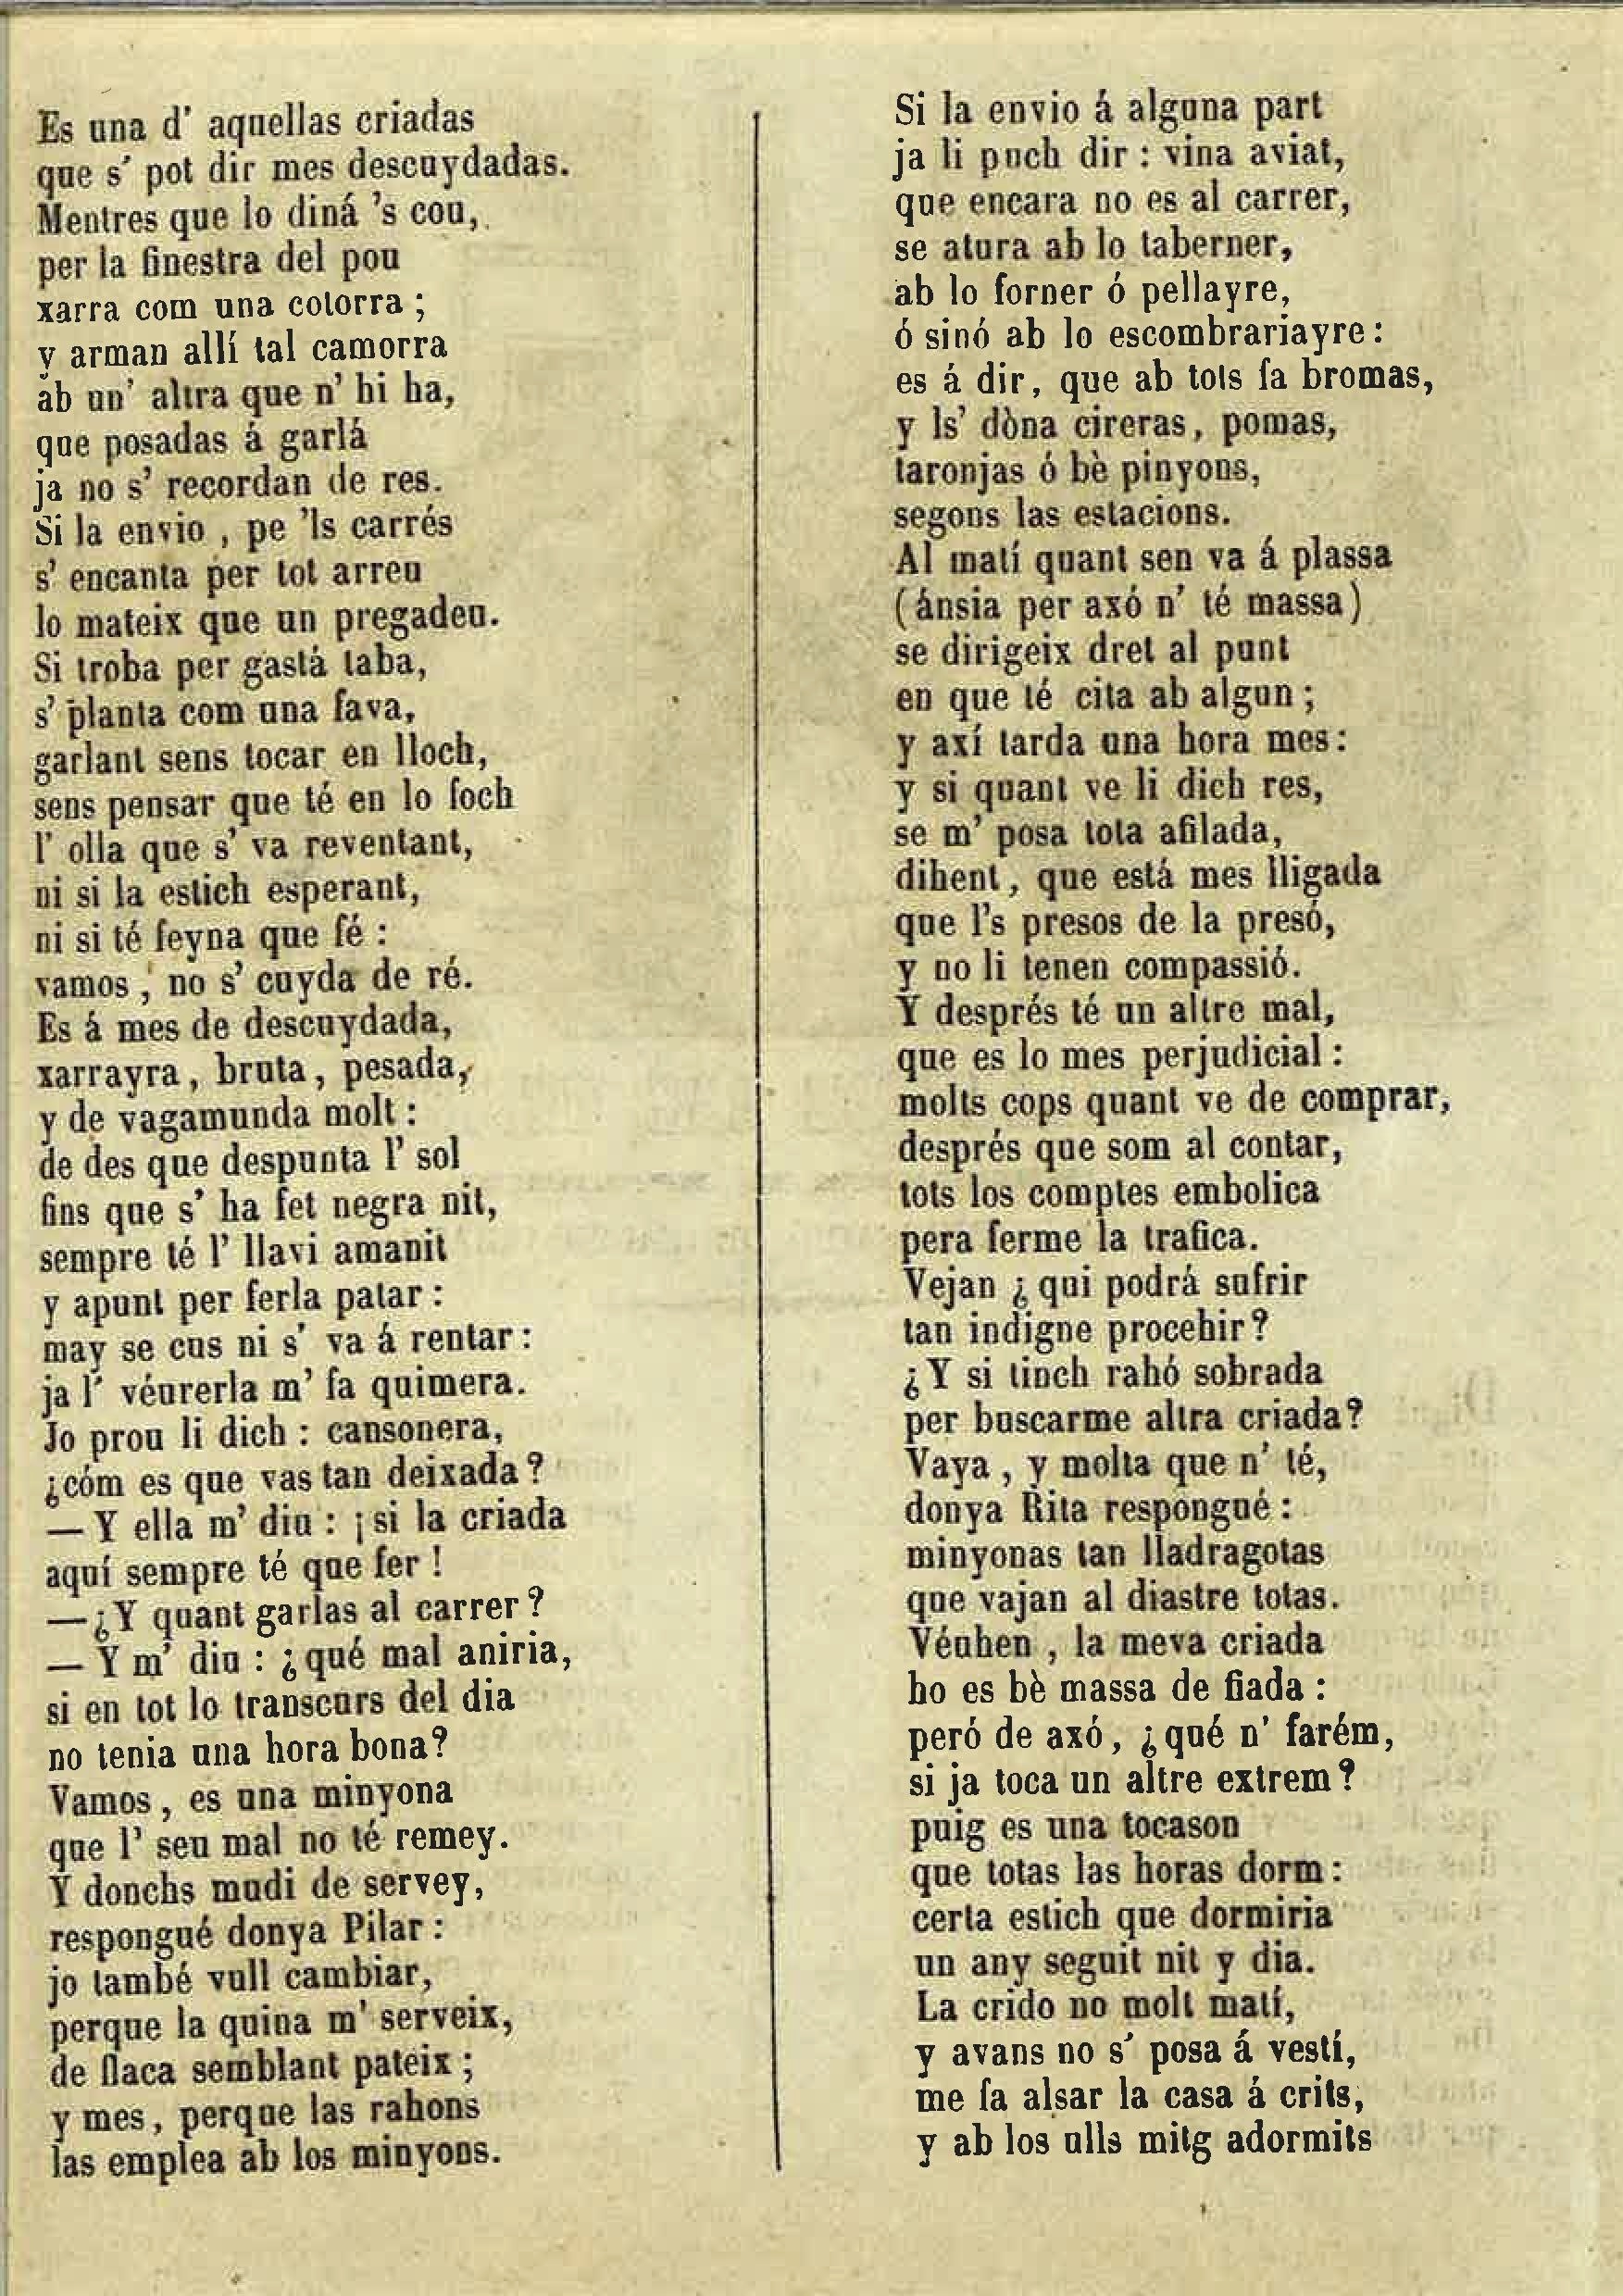 Es una d' aquellas criadas
que s' pot dir mes descuydadas.
Mentres que lo diná 's cou,
per la finestra del pou
xarra com una cotorra ;
y arman allí tal camorra
ab un' altra que n' hi ha,
que posadas á garlá
ja no s' recordan de res.
Si la envio , pe 'ls carrés
s' encanta per tot arreu
lo mateix que un pregadeu.
Si troba per gastá taba,
s' planta com una fava,
garlant sens tocar en lloch,
sens pensar que té en lo foch
l' olla que s' va reventant,
ni si la estich esperant,
ni si té feyna que fé :
vamos , no s' cuyda de ré.
Es á mes de descuydada,
xarrayra , bruta , pesada,
y de vagamunda molt :
de des que despunta l' sol
fins que s' ha fet negra nit,
sempre té l' llavi amanit
y apunt per ferla patar :
may se cus ni s' va á rentar :
ja l' véurerla m' fa quimera.
Jo prou li dich : cansonera,
¿cóm es que vas tan deixada ?
— Y ella m' diu : ¡ si la criada
aquí sempre té que fer !
—¿Y quant garlas al carrer ?
— Y m' diu : ¿ qué mal aniria,
si en tot lo transcurs del dia
no tenia una hora bona?
Vamos , es una minyona
que l' seu mal no té remey.
Y donchs mudi de servey,
respongué donya Pilar :
jo també vull cambiar,
perque la quina m' serveix,
de flaca semblant pateix ;
y mes , perque las rahons
las emplea ab los minyons.
Si la envio á alguna part
ja li puch dir : vina aviat,
que encara no es al carrer,
se atura ab lo taberner,
ab lo forner ó pellayre,
ó sinó ab lo escombrariayre :
es á dir, que ab tots fa bromas,
y ls' dòna cireras, pomas,
taronjas ó bè pinyons,
segons las estacions.
Al matí quant sen va á plassa
(ánsia per axó n' té massa)
se dirigeix dret al punt
en que té cita ab algun ;
y axí tarda una hora mes :
y si quant ve li dich res,
se m' posa tota afilada,
dihent , que está mes lligada
que l's presos de la presó,
y no li tenen compassió.
Y després té un altre mal,
que es lo mes perjudicial :
molts cops quant ve de comprar,
després que som al contar,
tots los comptes embolica
pera ferme la trafica.
Vejan ¿ qui podrá sufrir
tan indigne procehir ?
¿ Y si tinch rahó sobrada
per buscarme altra criada ?
Vaya , y molta que n' té,
donya Rita respongué :
minyonas tan lladragotas
que vajan al diastre totas.
Véuhen , la meva criada
ho es bè massa de fiada :
peró de axó , ¿ qué n' farém,
si ja toca un altre extrem ?
puig es una tocason
que totas las horas dorm :
certa estich que dormiria
un any seguit nit y dia.
La crido no molt matí,
y avans no s' posa á vestí,
me fa alsar la casa á crits,
y ab los ulls mitg adormits